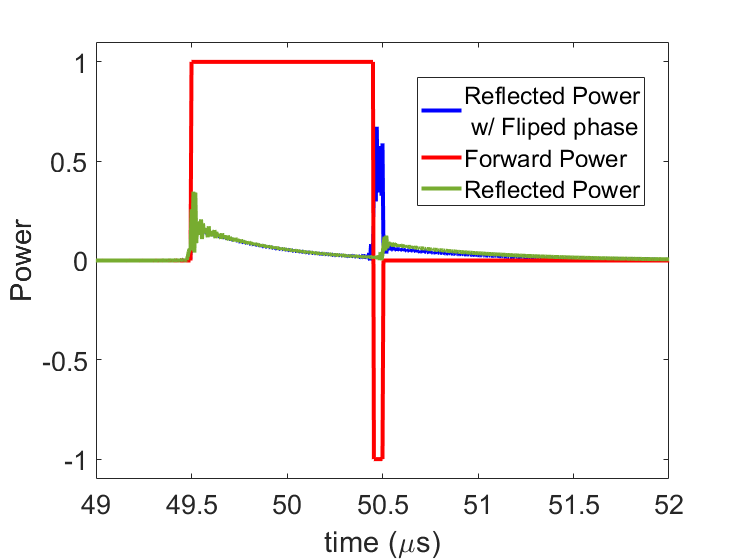 1
0.5
0
-0.5
-1
Power
49
49.5
50
50.5
51
51.5
52
time (μs)
Reflected Power
w/ Fliped phase
Forward Power
Reflected Power